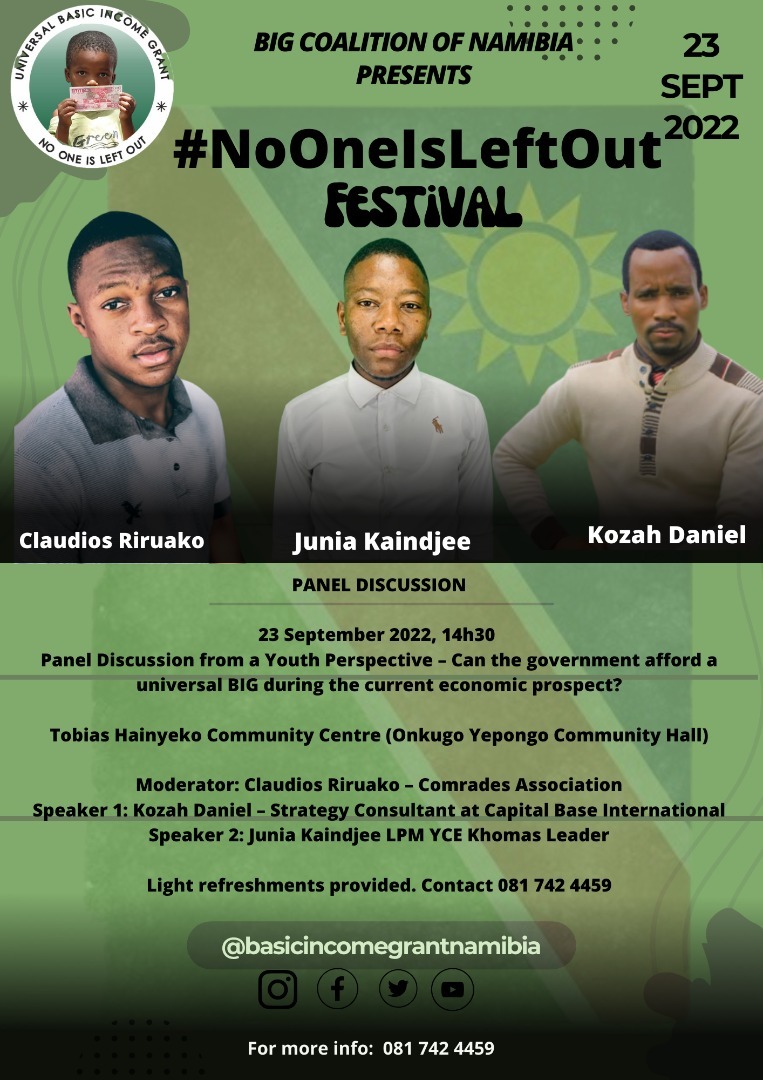 UNIVERSAL BASIC INCOME GRANT
NO ONE IS LEFT OUT
Green
BIG COALITION OF NAMIBIA
PRESENTS
23
SEPT
2022
#NoOneIsLeftOut
FESTiVAL
Claudios Riruako
Junia Kaindjee
Kozah Daniel
PANEL DISCUSSION
23 September 2022, 14h30
Panel Discussion from a Youth Perspective – Can the government afford a
universal BIG during the current economic prospect?
Tobias Hainyeko Community Centre (Onkugo Yepongo Community Hall)
Moderator: Claudios Riruako – Comrades Association
Speaker 1: Kozah Daniel – Strategy Consultant at Capital Base International
Speaker 2: Junia Kaindjee LPM YCE Khomas Leader
Light refreshments provided. Contact 081 742 4459
@basicincomegrantnamibia
For more info: 081 742 4459